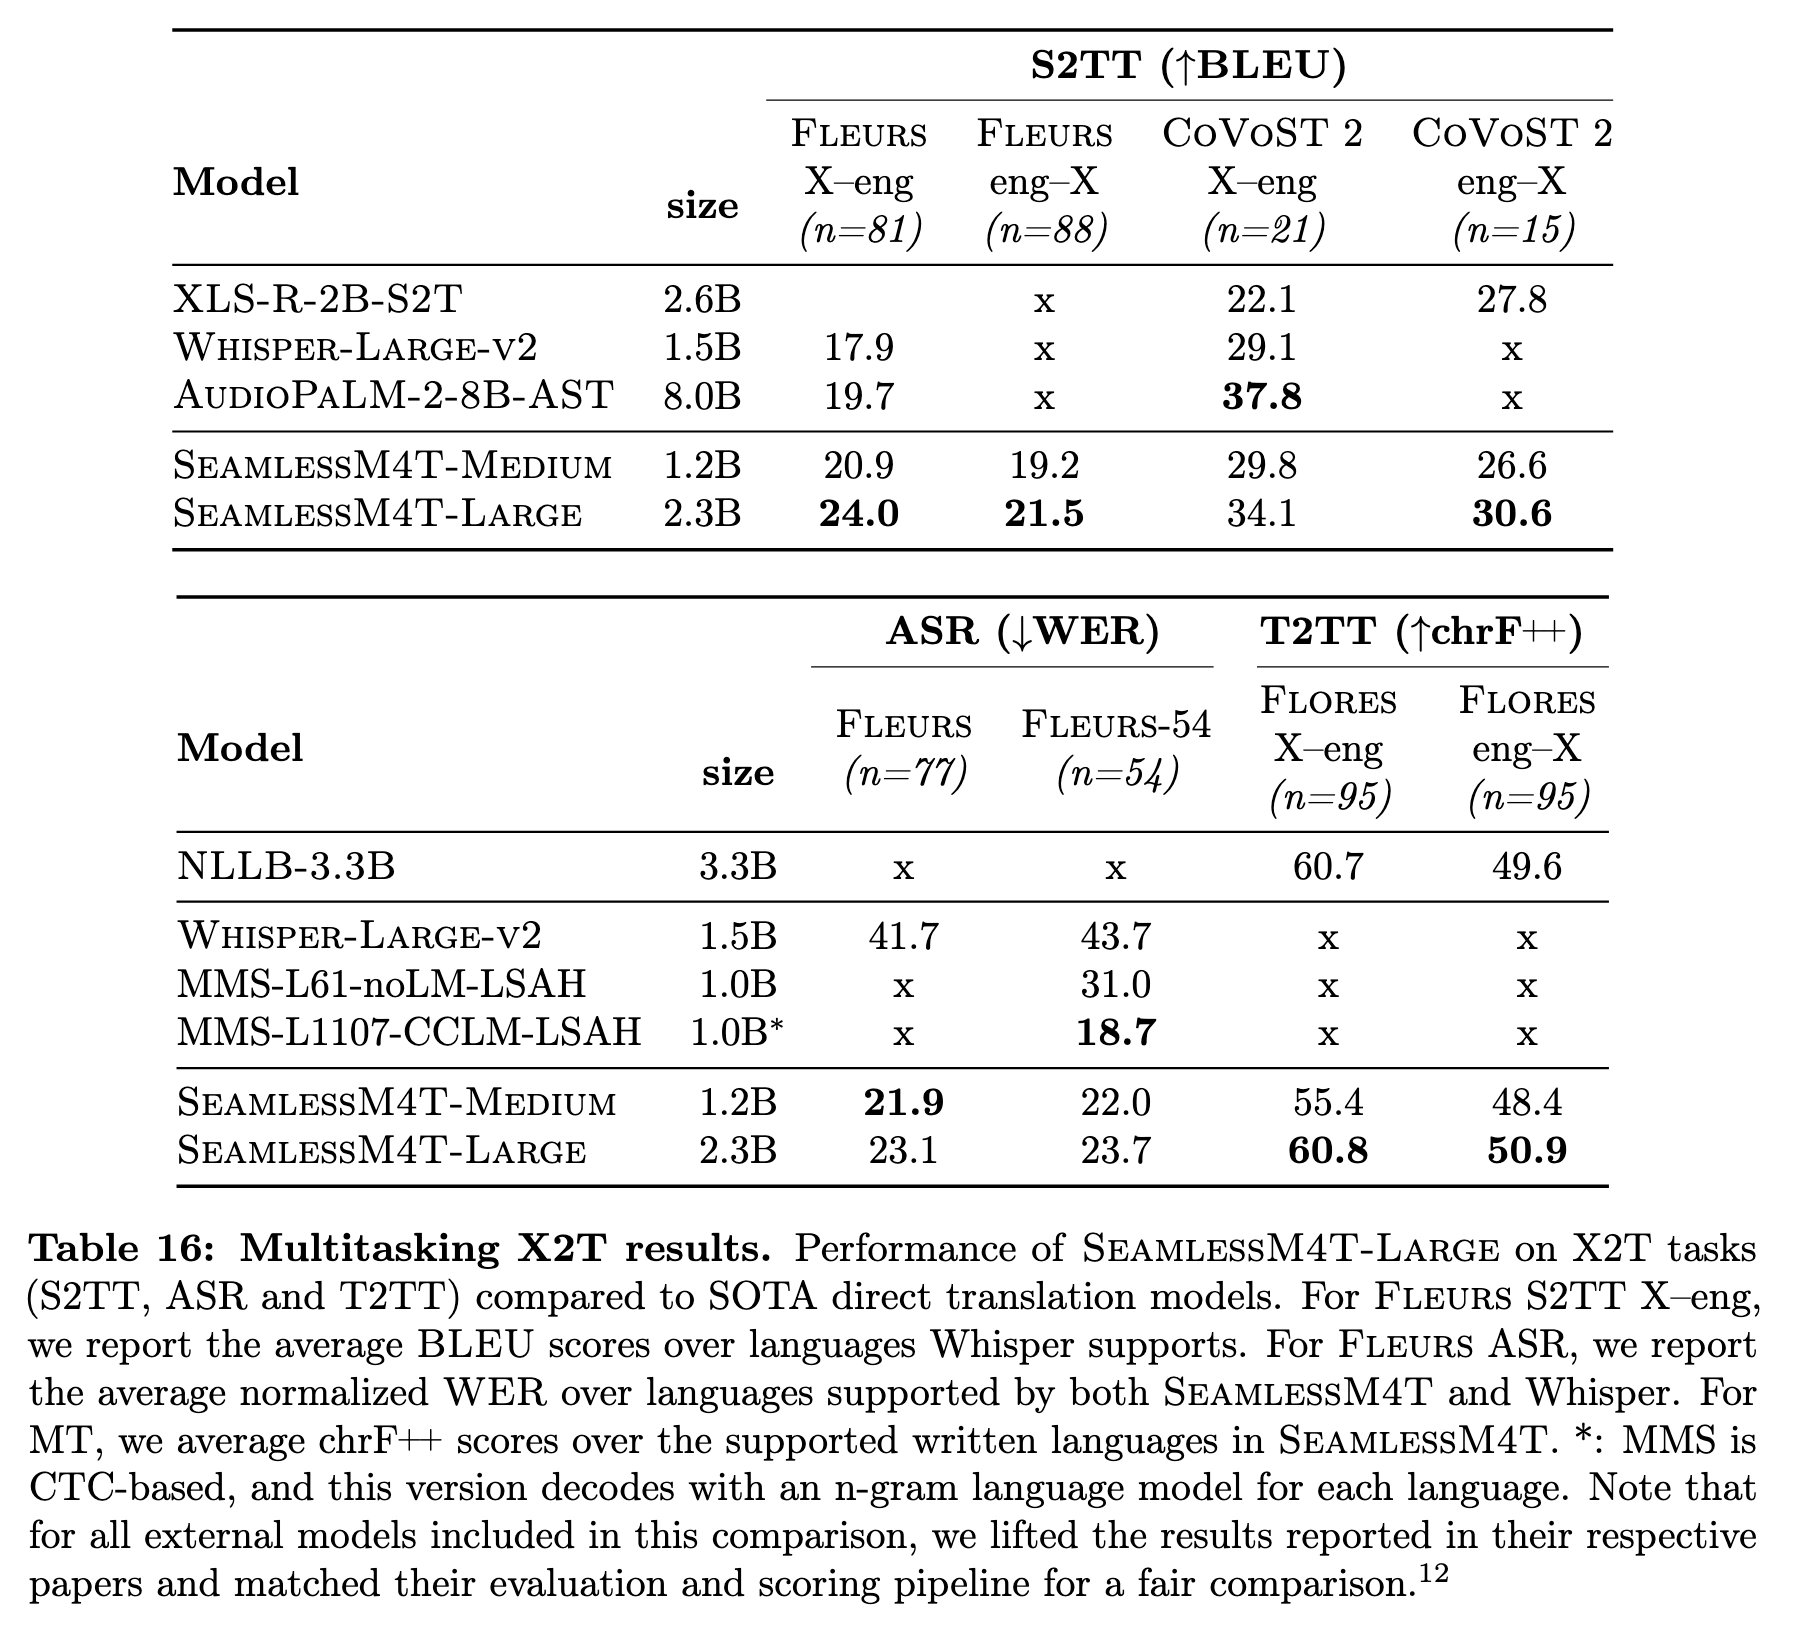 S2TT (↑BLEU)
Model size FLEURS X–eng (n=81) FLEURS eng–X (n=88) CoVoST 2 X–eng (n=21) CoVoST 2 eng–X (n=15)
XLS-R-2B-S2T 2.6B x 22.1 27.8
WHISPER-LARGE-V2 1.5B 17.9 x 29.1 x
AUDIOPALM-2-8B-AST 8.0B 19.7 x 37.8 x
SEAMLESSM4T-MEDIUM 1.2B 20.9 19.2 29.8 26.6
SEAMLESSM4T-LARGE 2.3B 24.0 21.5 34.1 30.6
ASR (↓WER) T2TT (↑chrF++)
Model size FLEURS (n=77) FLEURS-54 (n=54) FLORES X–eng (n=95) FLORES eng–X (n=95)
NLLB-3.3B 3.3B x x 60.7 49.6
WHISPER-LARGE-V2 1.5B 41.7 43.7 x x
MMS-L61-noLM-LSAH 1.0B x 31.0 x x
MMS-L1107-CCLM-LSAH 1.0B* x 18.7 x x
SEAMLESSM4T-MEDIUM 1.2B 21.9 22.0 55.4 48.4
SEAMLESSM4T-LARGE 2.3B 23.1 23.7 60.8 50.9
Table 16: Multitasking X2T results. Performance of SEAMLESSM4T-LARGE on X2T tasks
(S2TT, ASR and T2TT) compared to SOTA direct translation models. For FLEURS S2TT X–eng,
we report the average BLEU scores over languages Whisper supports. For FLEURS ASR, we report
the average normalized WER over languages supported by both SEAMLESSM4T and Whisper. For
MT, we average chrF++ scores over the supported written languages in SEAMLESSM4T. *: MMS is
CTC-based, and this version decodes with an n-gram language model for each language. Note that
for all external models included in this comparison, we lifted the results reported in their respective
papers and matched their evaluation and scoring pipeline for a fair comparison.12